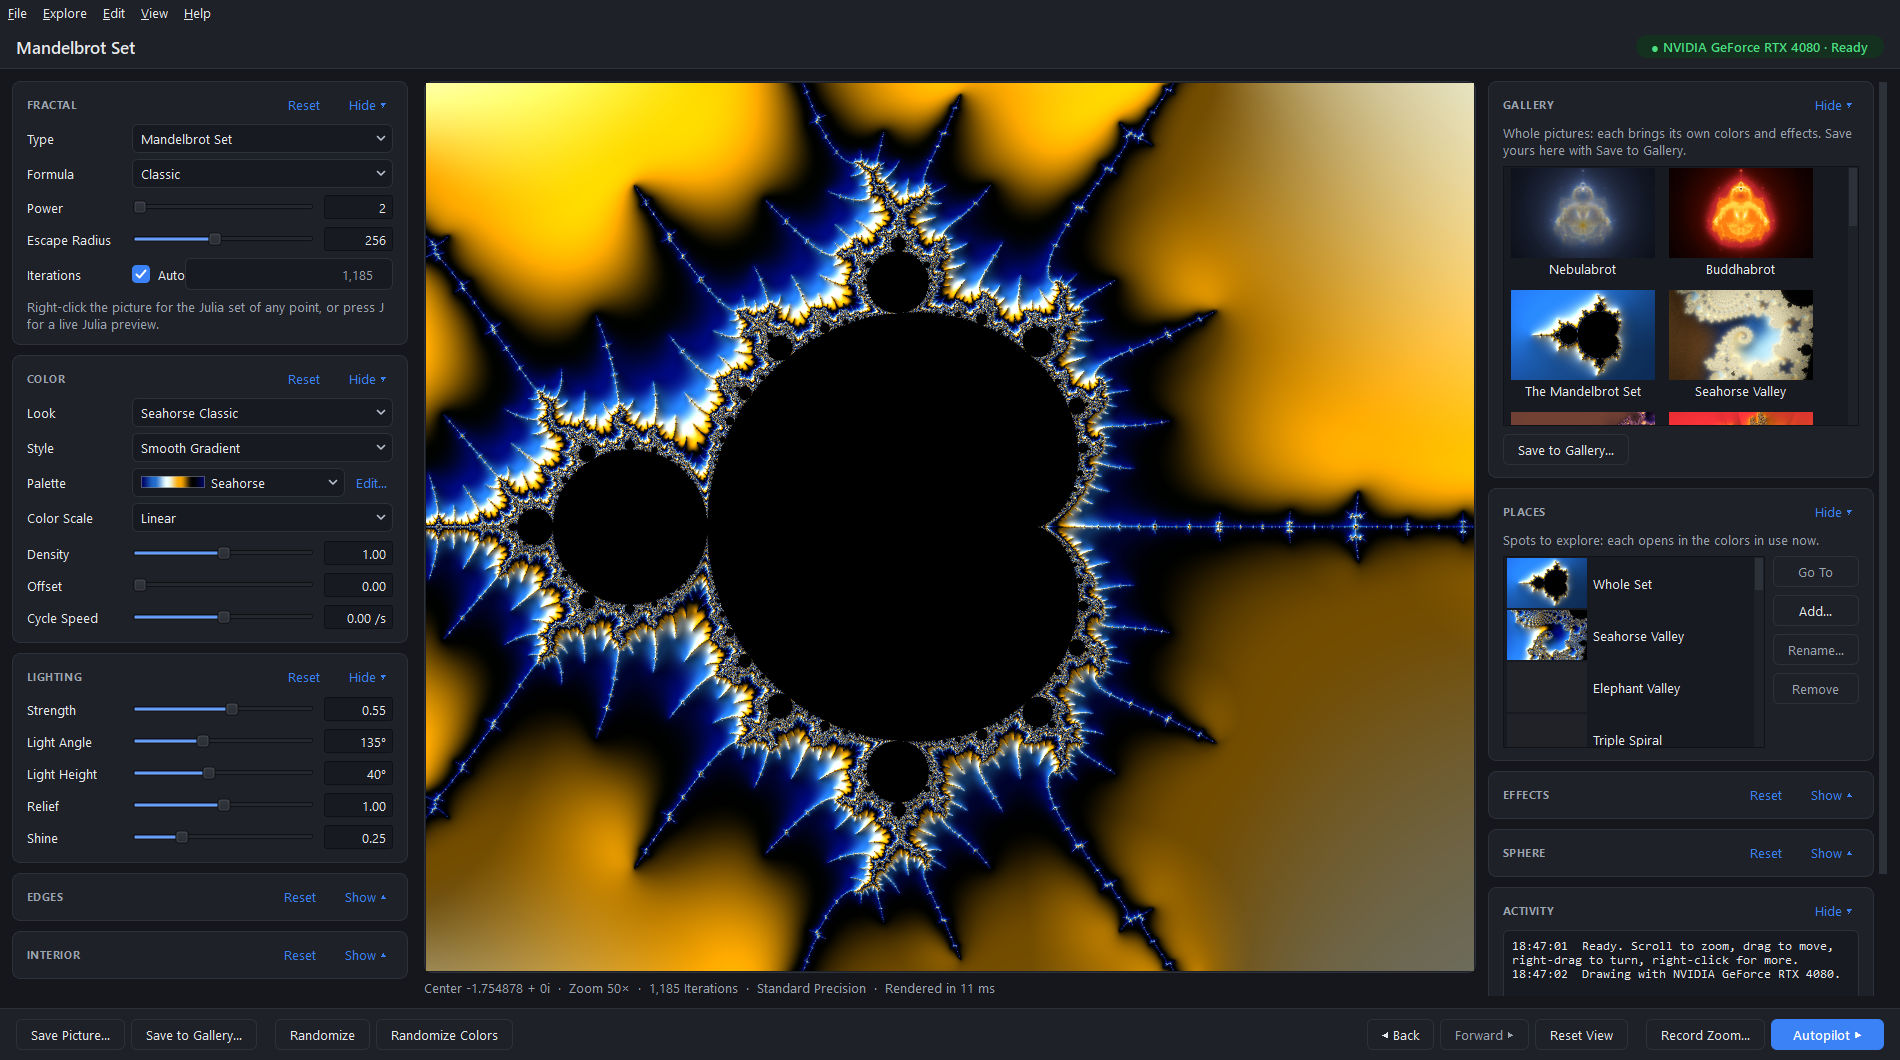 File Explore Edit View Help
Mandelbrot Set
● NVIDIA GeForce RTX 4080 · Ready
FRACTAL Reset Hide
Type Mandelbrot Set
Formula Classic
Power 2
Escape Radius 256
Iterations Auto 1,185
Right-click the picture for the Julia set of any point, or press J
for a live Julia preview.
COLOR Reset Hide
Look Seahorse Classic
Style Smooth Gradient
Palette Seahorse Edit...
Color Scale Linear
Density 1.00
Offset 0.00
Cycle Speed 0.00 /s
LIGHTING Reset Hide
Strength 0.55
Light Angle 135°
Light Height 40°
Relief 1.00
Shine 0.25
EDGES Reset Show
INTERIOR Reset Show
Center -1.754878 + 0i · Zoom 50× · 1,185 Iterations · Standard Precision · Rendered in 11 ms
GALLERY Hide
Whole pictures: each brings its own colors and effects. Save
yours here with Save to Gallery.
Nebulabrot Buddhabrot
The Mandelbrot Set Seahorse Valley
Save to Gallery...
PLACES Hide
Spots to explore: each opens in the colors in use now.
Whole Set
Seahorse Valley
Elephant Valley
Triple Spiral
Go To
Add...
Rename...
Remove
EFFECTS Reset Show
SPHERE Reset Show
ACTIVITY Hide
18:47:01 Ready. Scroll to zoom, drag to move,
right-drag to turn, right-click for more.
18:47:02 Drawing with NVIDIA GeForce RTX 4080.
Save Picture... Save to Gallery... Randomize Randomize Colors Back Forward Reset View Record Zoom... Autopilot